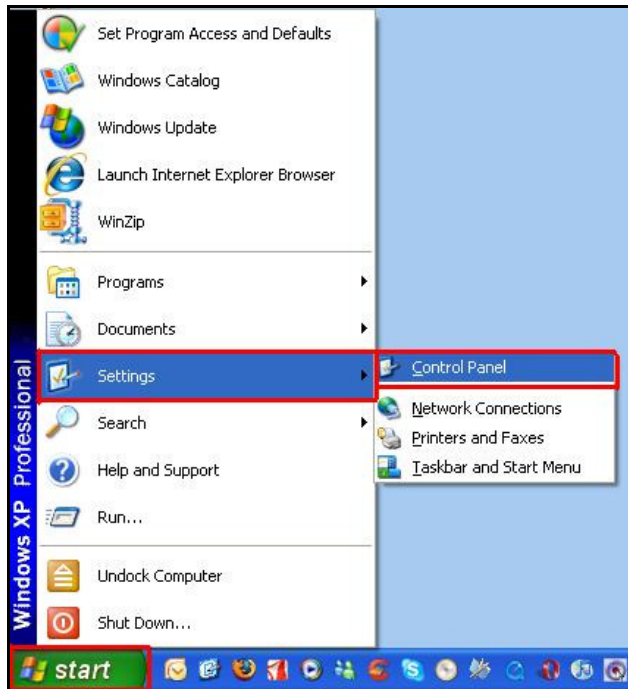 Set Program Access and Defaults
Windows Catalog
Windows Update
Launch Internet Explorer Browser
WinZip
Programs
Documents
Settings
Control Panel
Search
Network Connections
Printers and Faxes
Help and Support
Taskbar and Start Menu
Run...
Undock Computer
Shut Down...
Windows XP Professional
start